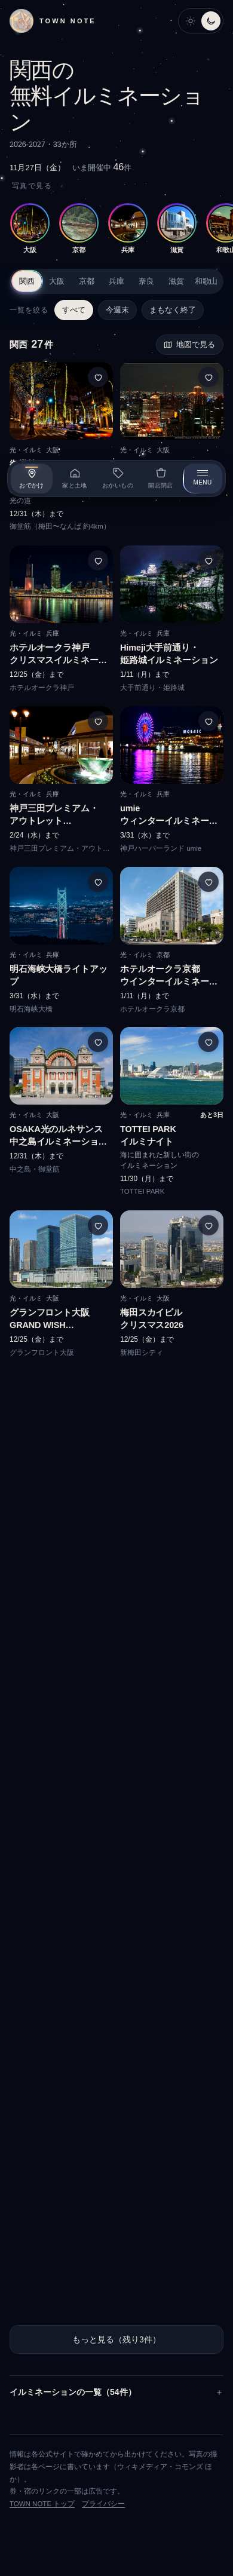 TOWN NOTE
関西の
無料イルミネーショ
ン
2026-2027・33か所
11月27日（金） いま開催中 46件
写真で見る
大阪 京都 兵庫 滋賀 和歌山
関西 大阪 京都 兵庫 奈良 滋賀 和歌山
一覧を絞る すべて 今週末 まもなく終了
関西 27件 地図で見る
光・イルミ 大阪
光・イルミ 大阪
おでかけ 家と土地 おかいもの 開店閉店 MENU
光の道
12/31（木）まで
御堂筋（梅田〜なんば 約4km）
光・イルミ 兵庫
ホテルオークラ神戸
クリスマスイルミネー…
12/25（金）まで
ホテルオークラ神戸
光・イルミ 兵庫
Himeji大手前通り・
姫路城イルミネーション
1/11（月）まで
大手前通り・姫路城
光・イルミ 兵庫
神戸三田プレミアム・
アウトレット…
2/24（水）まで
神戸三田プレミアム・アウト…
MOSAIC
光・イルミ 兵庫
umie
ウインターイルミネー…
3/31（水）まで
神戸ハーバーランド umie
光・イルミ 兵庫
明石海峡大橋ライトアッ
プ
3/31（水）まで
明石海峡大橋
光・イルミ 京都
ホテルオークラ京都
ウィンターイルミネー…
1/11（月）まで
ホテルオークラ京都
光・イルミ 大阪
OSAKA光のルネサンス
中之島イルミネーショ…
12/31（木）まで
中之島・御堂筋
光・イルミ 兵庫 あと3日
TOTTEI PARK
イルミナイト
海に囲まれた新しい街の
イルミネーション
11/30（月）まで
TOTTEI PARK
光・イルミ 大阪
グランフロント大阪
GRAND WISH…
12/25（金）まで
グランフロント大阪
光・イルミ 大阪
梅田スカイビル
クリスマス2026
12/25（金）まで
新梅田シティ
もっと見る（残り3件）
イルミネーションの一覧（54件） +
情報は各公式サイトで確かめてから出かけてください。写真の撮
影者は各ページに書いています（ウィキメディア・コモンズ ほ
か）。
券・宿のリンクの一部は広告です。
TOWN NOTE トップ プライバシー